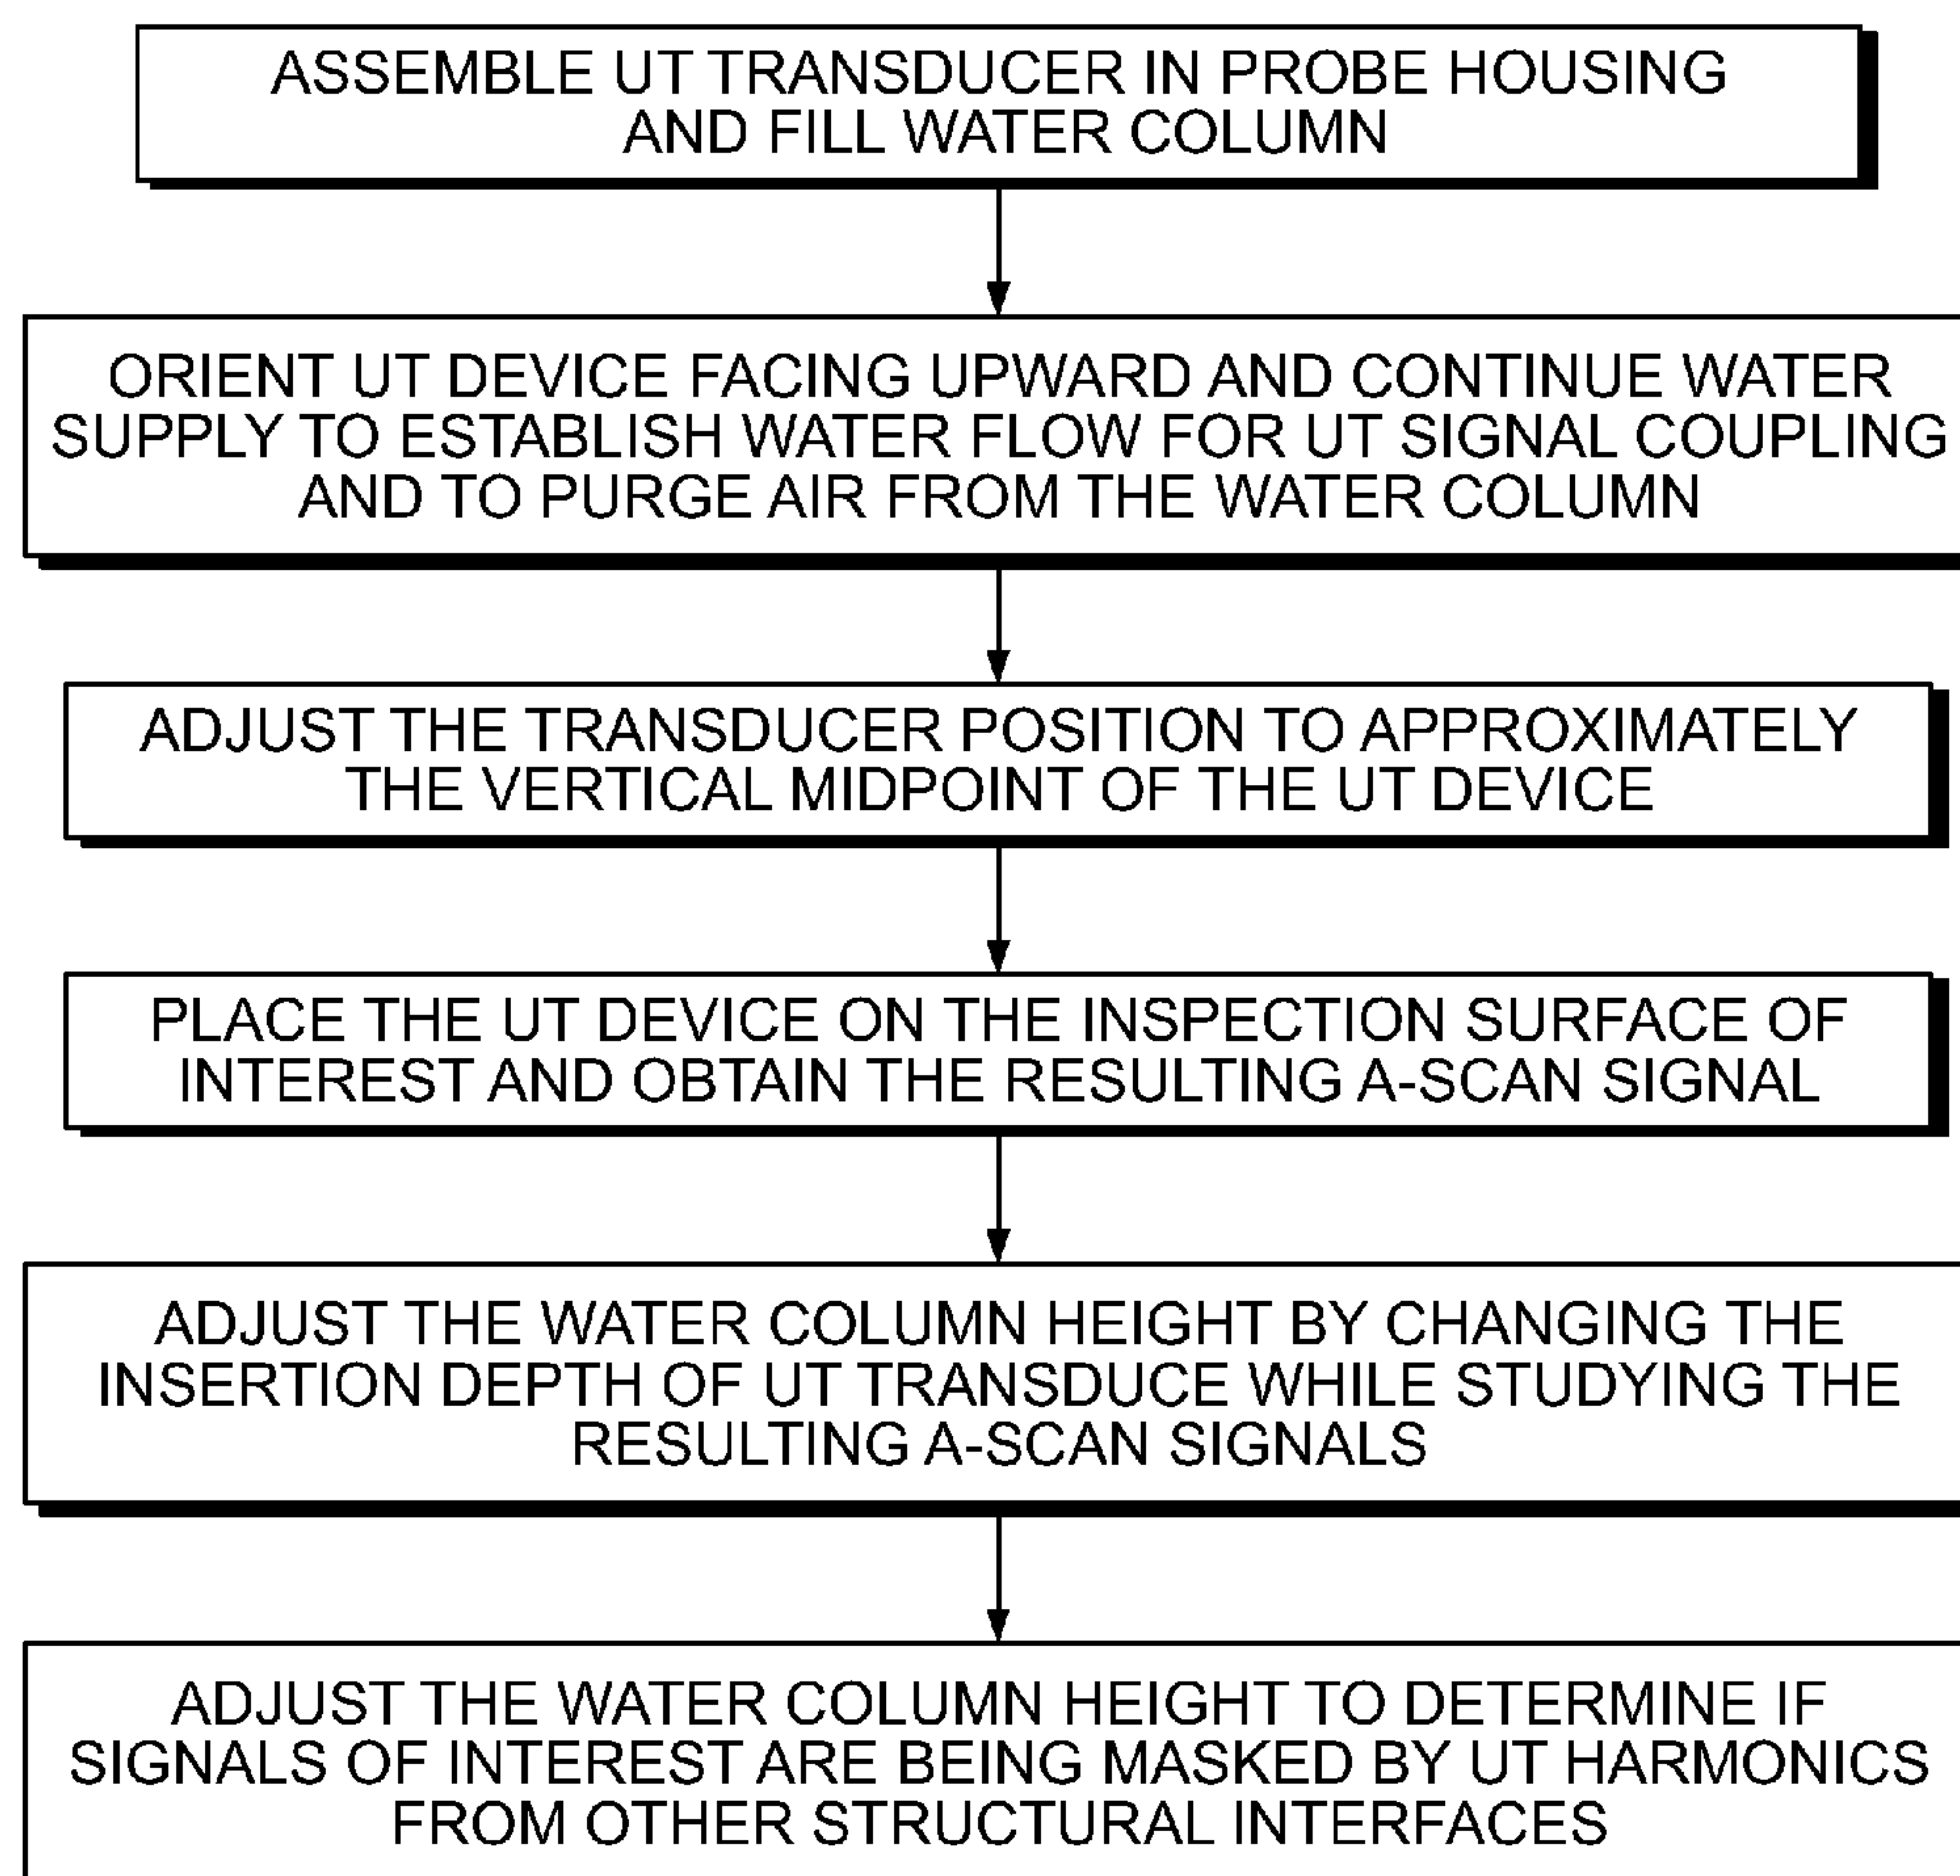 ASSEMBLE UT TRANSDUCER IN PROBE HOUSING
AND FILL WATER COLUMN
ORIENT UT DEVICE FACING UPWARD AND CONTINUE WATER
SUPPLY TO ESTABLISH WATER FLOW FOR UT SIGNAL COUPLING
AND TO PURGE AIR FROM THE WATER COLUMN
ADJUST THE TRANSDUCER POSITION TO APPROXIMATELY
THE VERTICAL MIDPOINT OF THE UT DEVICE
PLACE THE UT DEVICE ON THE INSPECTION SURFACE OF
INTEREST AND OBTAIN THE RESULTING A-SCAN SIGNAL
ADJUST THE WATER COLUMN HEIGHT BY CHANGING THE
INSERTION DEPTH OF UT TRANSDUCE WHILE STUDYING THE
RESULTING A-SCAN SIGNALS
ADJUST THE WATER COLUMN HEIGHT TO DETERMINE IF
SIGNALS OF INTEREST ARE BEING MASKED BY UT HARMONICS
FROM OTHER STRUCTURAL INTERFACES